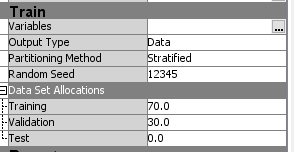 Train
Variables ...
Output Type Data
Partitioning Method Stratified
Random Seed 12345
Data Set Allocations
Training 70.0
Validation 30.0
Test 0.0